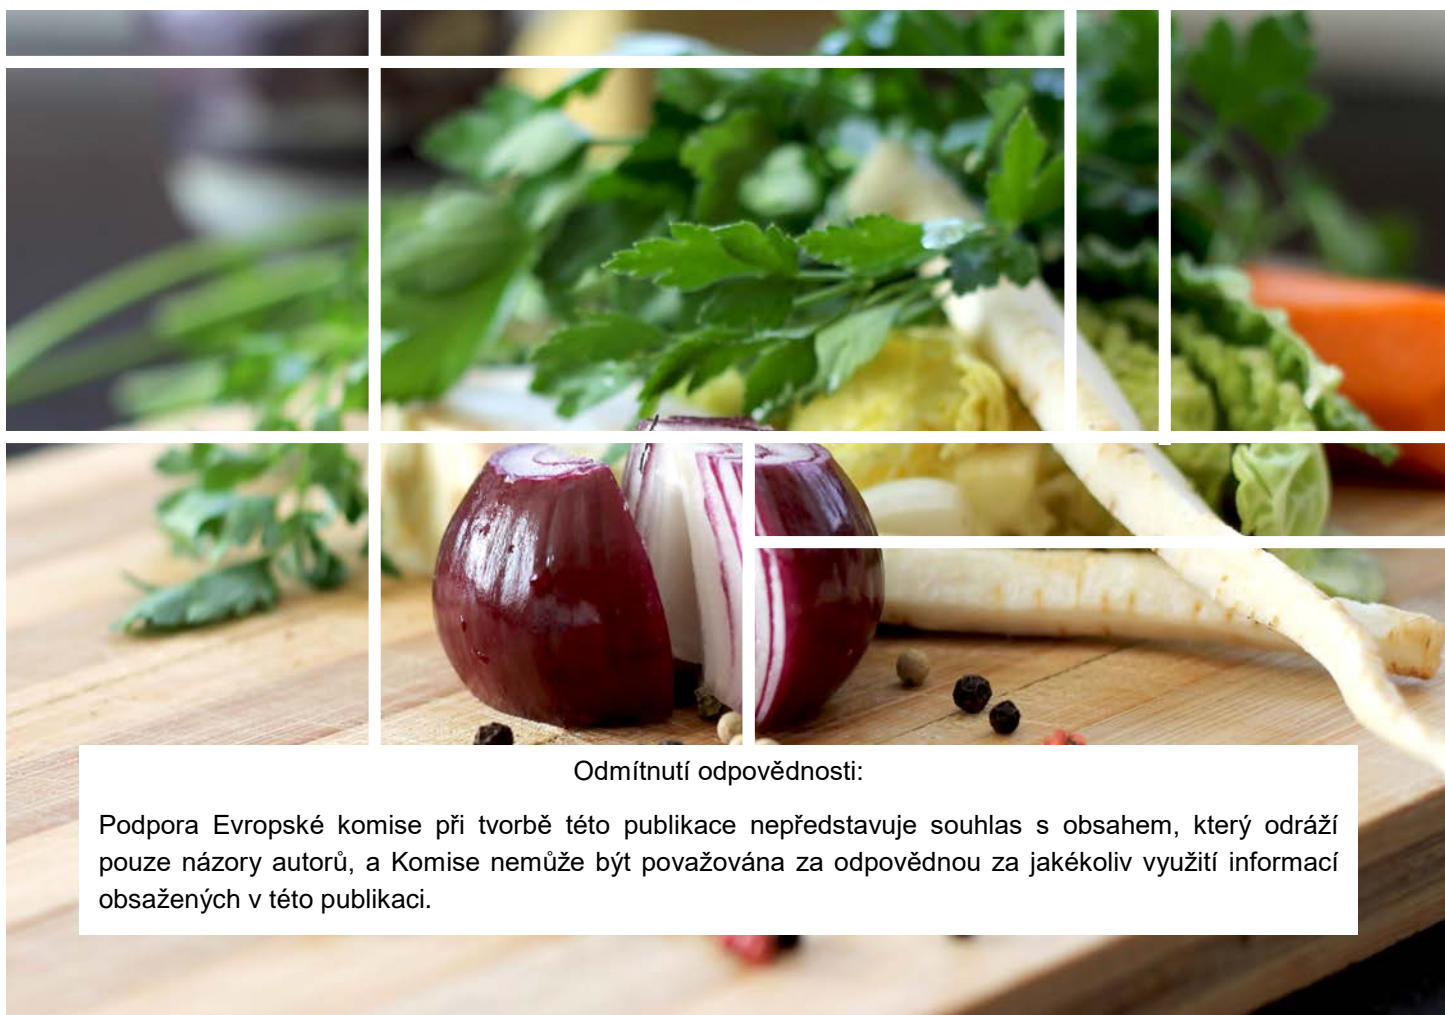 Odmítnutí odpovědnosti:
Podpora Evropské komise při tvorbě této publikace nepředstavuje souhlas s obsahem, který odráží
pouze názory autorů, a Komise nemůže být považována za odpovědnou za jakékoliv využití informací
obsažených v této publikaci.